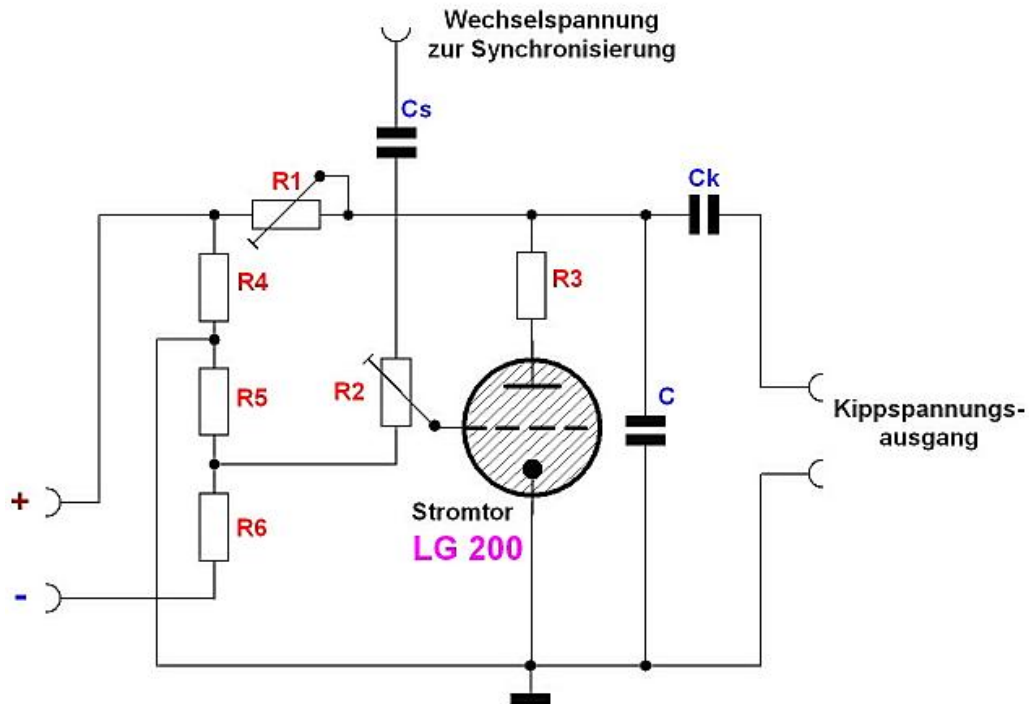 Wechselspannung
zur Synchronisierung
Cs
R1
Ck
R4
R3
R2
R5
C
Kippspannungs-
ausgang
+
R6
Stromtor
LG 200
-